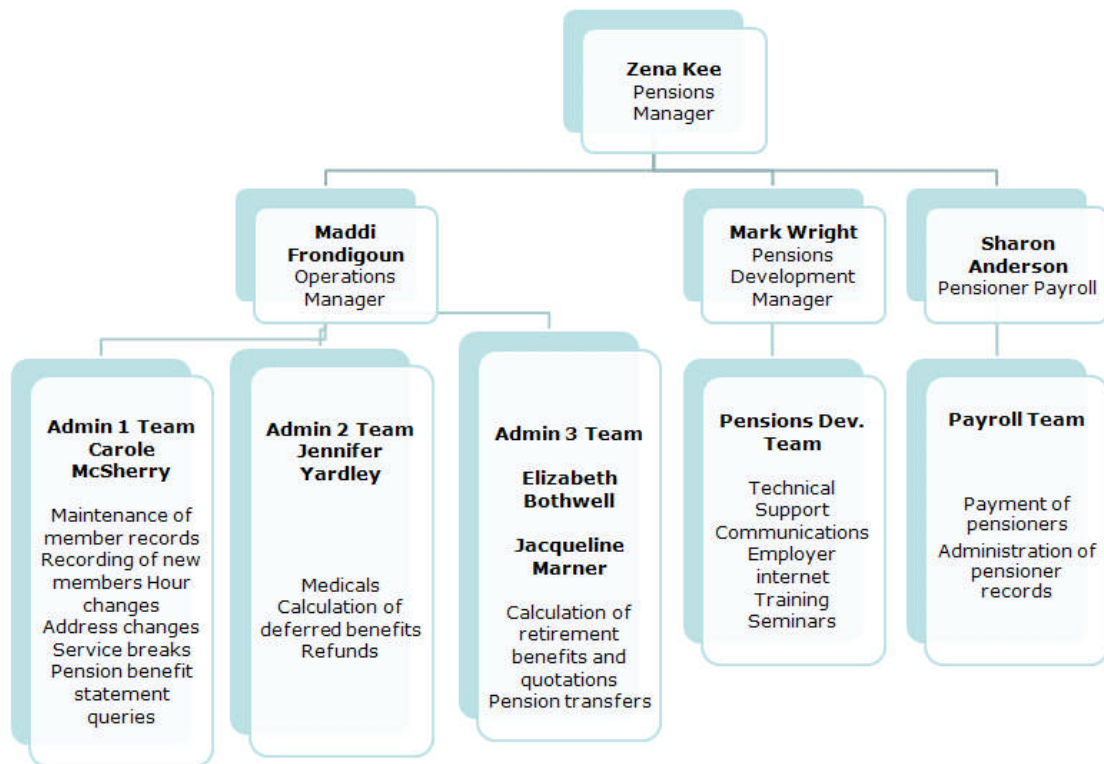 Zena Kee
Pensions
Manager
Maddi
Frondigoun
Operations
Manager
Mark Wright
Pensions
Development
Manager
Sharon
Anderson
Pensioner Payroll
Admin 1 Team
Carole
McSherry
Maintenance of
member records
Recording of new
members Hour
changes
Address changes
Service breaks
Pension benefit
statement
queries
Admin 2 Team
Jennifer
Yardley
Medicals
Calculation of
deferred benefits
Refunds
Admin 3 Team
Elizabeth
Bothwell
Jacqueline
Marner
Calculation of
retirement
benefits and
quotations
Pension transfers
Pensions Dev.
Team
Technical
Support
Communications
Employer
internet
Training
Seminars
Payroll Team
Payment of
pensioners
Administration of
pensioner
records